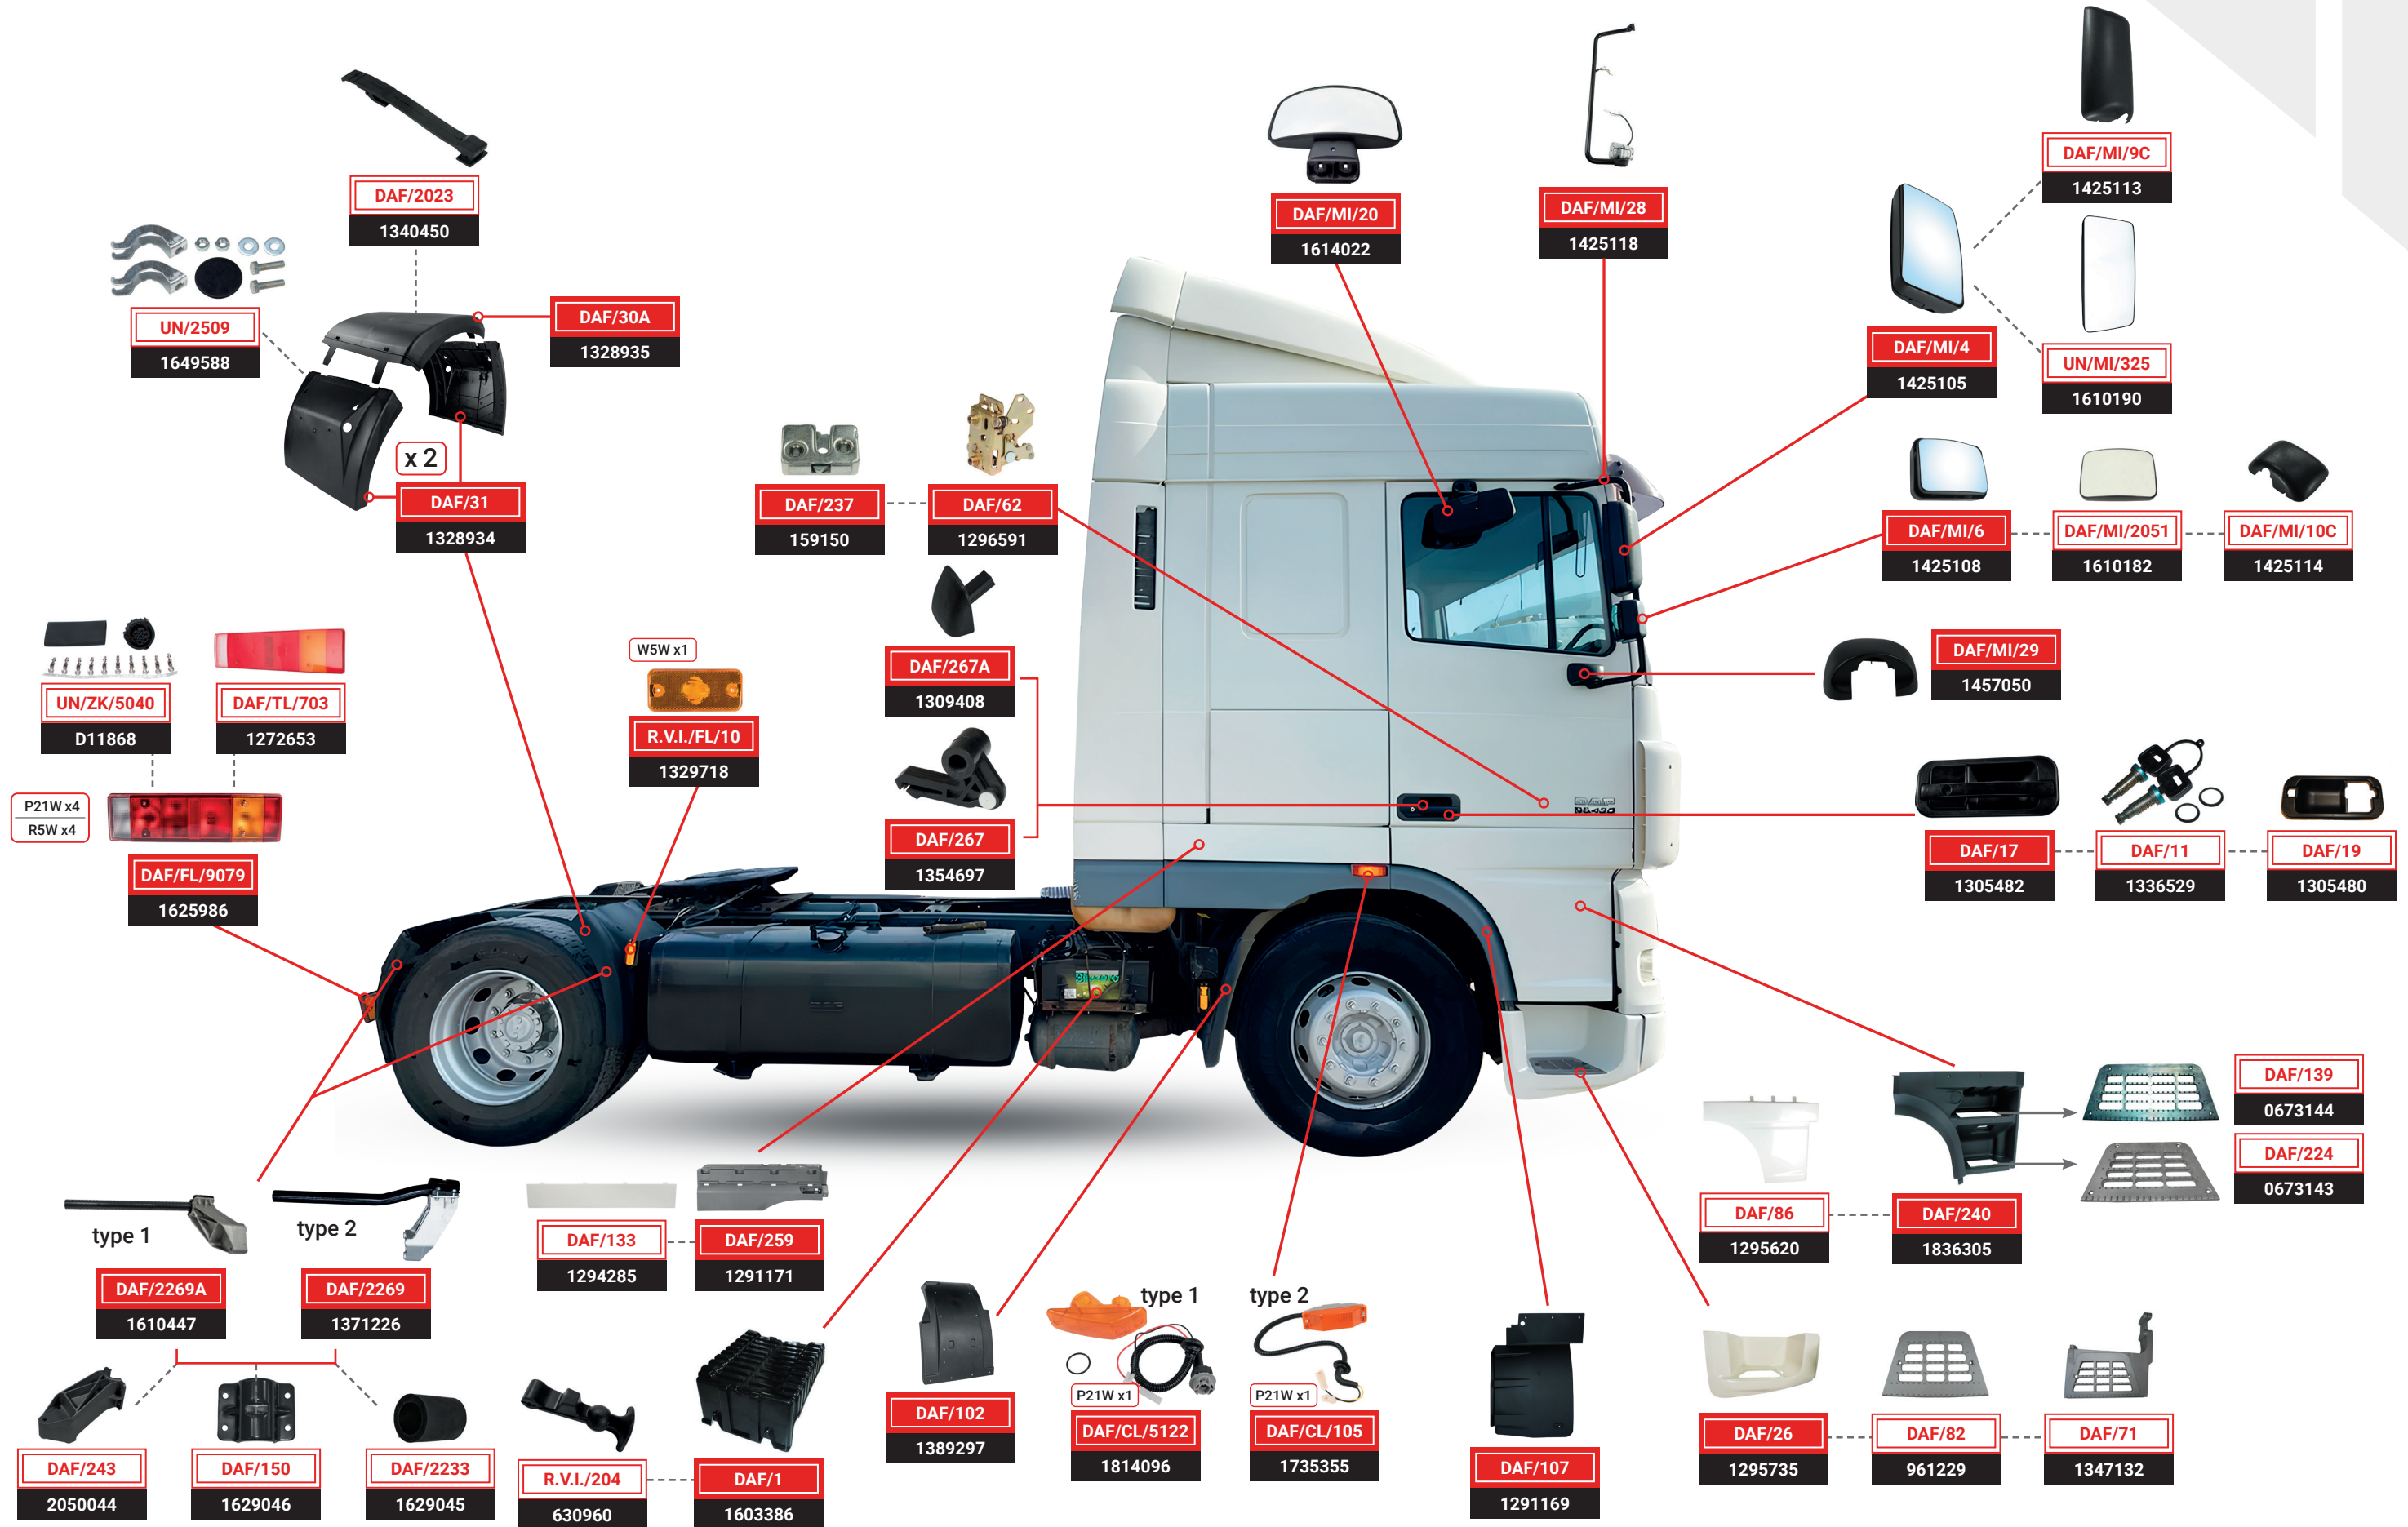 DAF/2023
1340450
UN/2509
1649588
DAF/30A
1328935
x 2
DAF/31
1328934
DAF/MI/20
1614022
DAF/MI/28
1425118
DAF/MI/9C
1425113
DAF/MI/4
1425105
UN/MI/325
1610190
DAF/237
159150
DAF/62
1296591
DAF/MI/6
1425108
DAF/MI/2051
1610182
DAF/MI/10C
1425114
UN/ZK/5040
D11868
DAF/TL/703
1272653
P21W x4
R5W x4
DAF/FL/9079
1625986
W5W x1
R.V.I./FL/10
1329718
DAF/267A
1309408
DAF/267
1354697
DAF/MI/29
1457050
DAF/17
1305482
DAF/11
1336529
DAF/19
1305480
DAF/139
0673144
DAF/224
0673143
DAF/86
1295620
DAF/240
1836305
type 1
DAF/2269A
1610447
type 2
DAF/2269
1371226
DAF/133
1294285
DAF/259
1291171
DAF/243
2050044
DAF/150
1629046
DAF/2233
1629045
R.V.I./204
630960
DAF/1
1603386
DAF/102
1389297
type 1
P21W x1
DAF/CL/5122
1814096
type 2
P21W x1
DAF/CL/105
1735355
DAF/107
1291169
DAF/26
1295735
DAF/82
961229
DAF/71
1347132